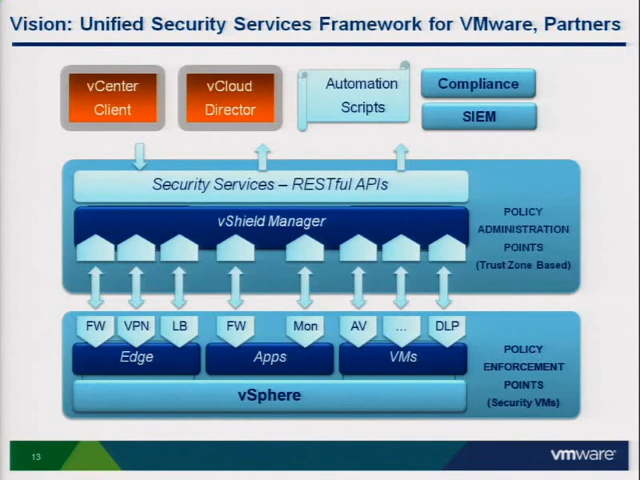 Vision: Unified Security Services Framework for VMware, Partners
vCenter
Client
vCloud
Director
Automation
Scripts
Compliance
SIEM
Security Services – RESTful APIs
vShield Manager
POLICY
ADMINISTRATION
POINTS
(Trust Zone Based)
FW VPN LB FW Mon AV ... DLP
Edge Apps VMs
vSphere
POLICY
ENFORCEMENT
POINTS
(Security VMs)
13
vmware